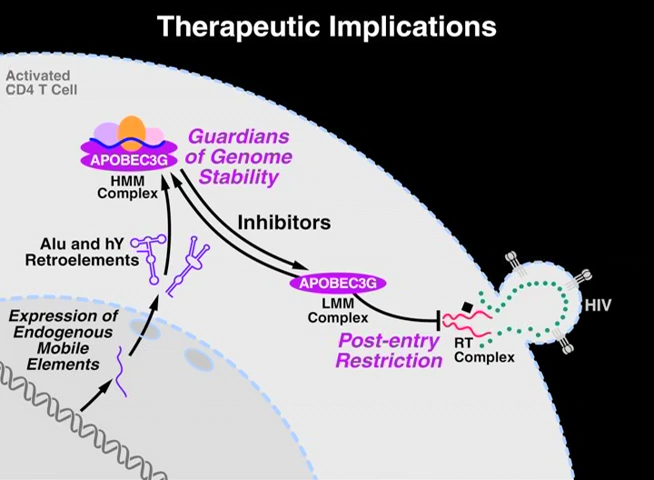 Therapeutic Implications
Activated
CD4 T Cell
Guardians
of Genome
Stability
APOBEC3G
HMM
Complex
Inhibitors
Alu and hY
Retroelements
APOBEC3G
LMM
Complex
HIV
Expression of
Endogenous
Mobile
Elements
Post-entry
Restriction
RT
Complex